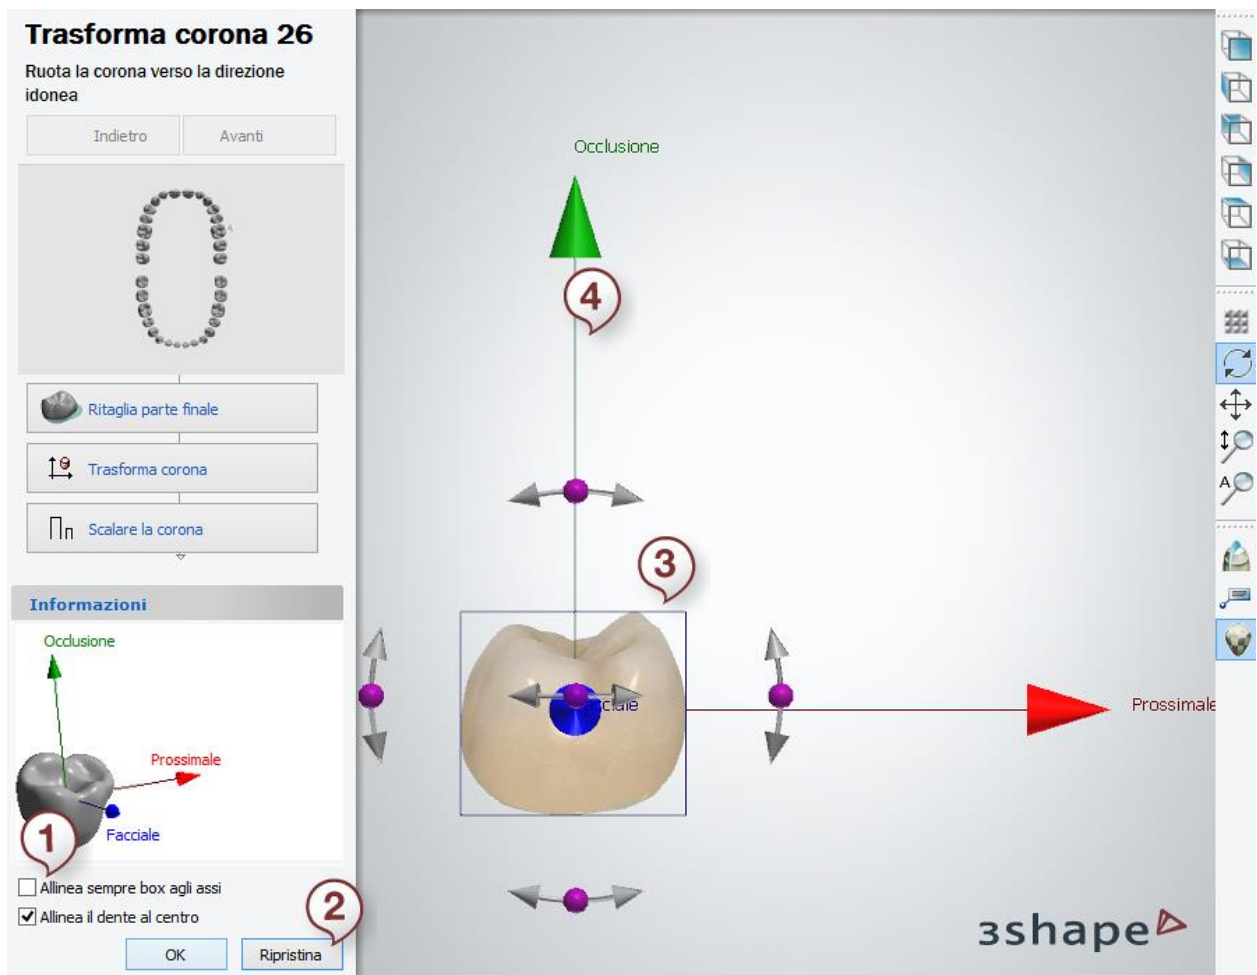 Trasforma corona 26
Ruota la corona verso la direzione
idonea
Indietro
Avanti
Ritaglia parte finale
Trasforma corona
Scalare la corona
Informazioni
Occlusione
Prossimale
Facciale
1
Allinea sempre box agli assi
Allinea il dente al centro
2
OK
Ripristina
Occlusione
4
3
Facciale
Prossimale
A
3shape